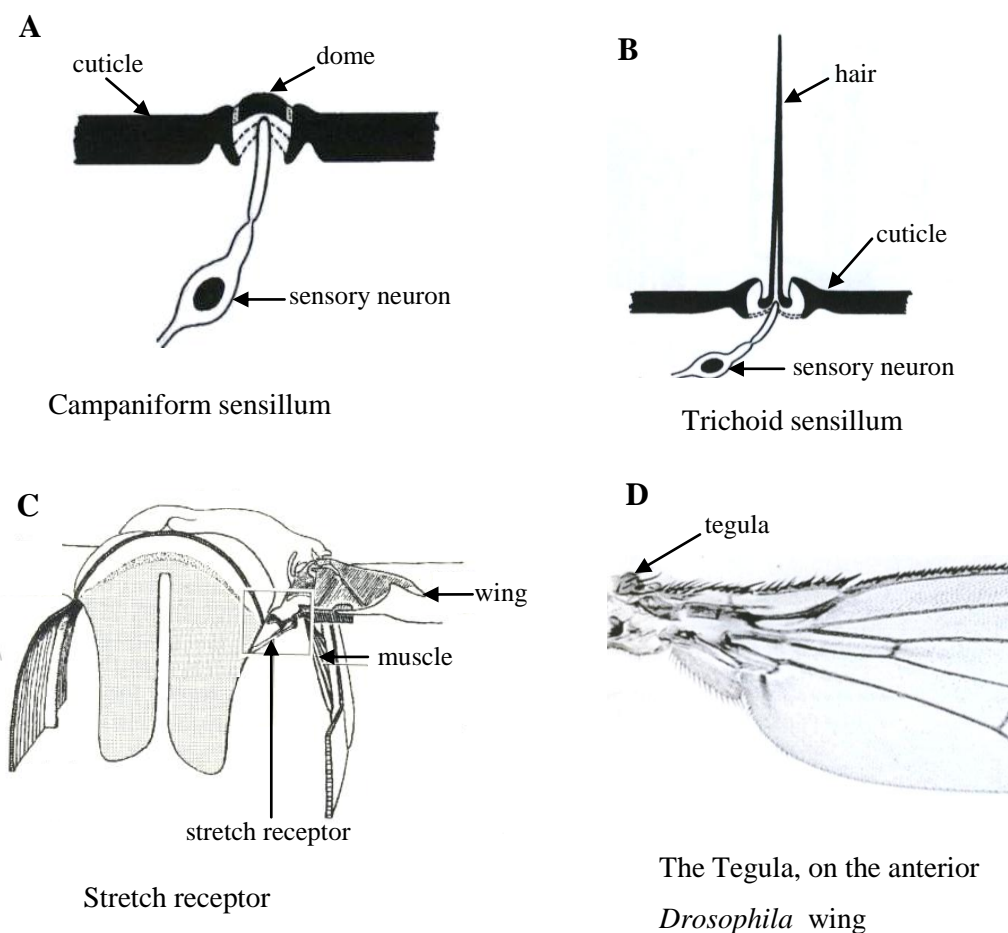 A
cuticle
dome
sensory neuron
Campaniform sensillum
B
hair
cuticle
sensory neuron
Trichoid sensillum
C
wing
muscle
stretch receptor
Stretch receptor
D
tegula
The Tegula, on the anterior
Drosophila wing